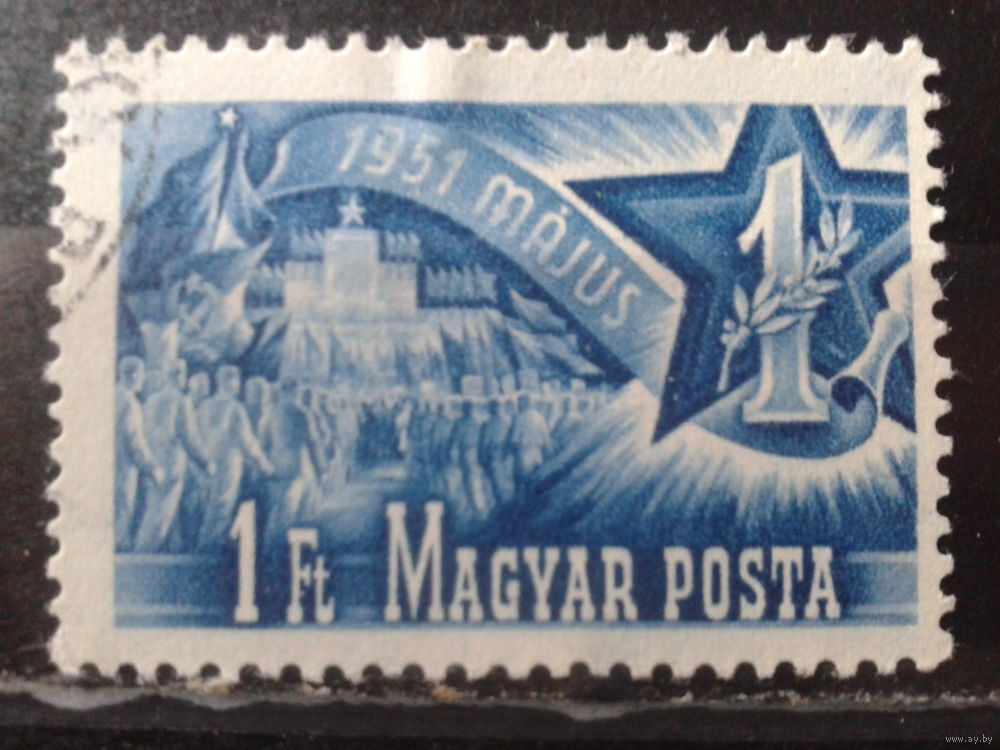 1951 MÁJUS
1
1 Ft MAGYAR POSTA
www.ay.by